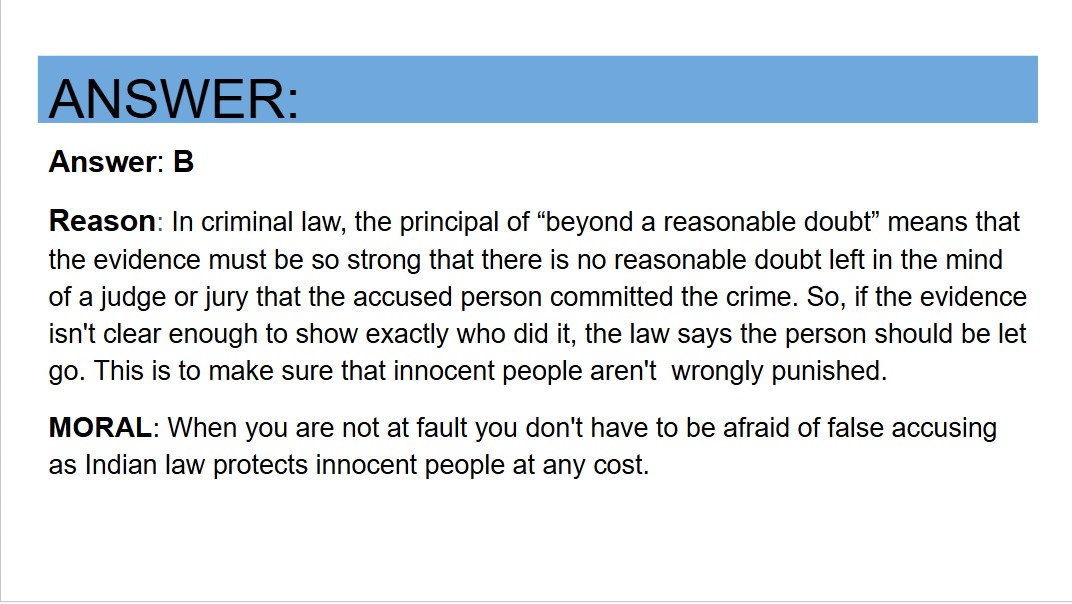 ANSWER:
Answer: B
Reason: In criminal law, the principal of “beyond a reasonable doubt” means that
the evidence must be so strong that there is no reasonable doubt left in the mind
of a judge or jury that the accused person committed the crime. So, if the evidence
isn't clear enough to show exactly who did it, the law says the person should be let
go. This is to make sure that innocent people aren't  wrongly punished.
MORAL: When you are not at fault you don't have to be afraid of false accusing
as Indian law protects innocent people at any cost.